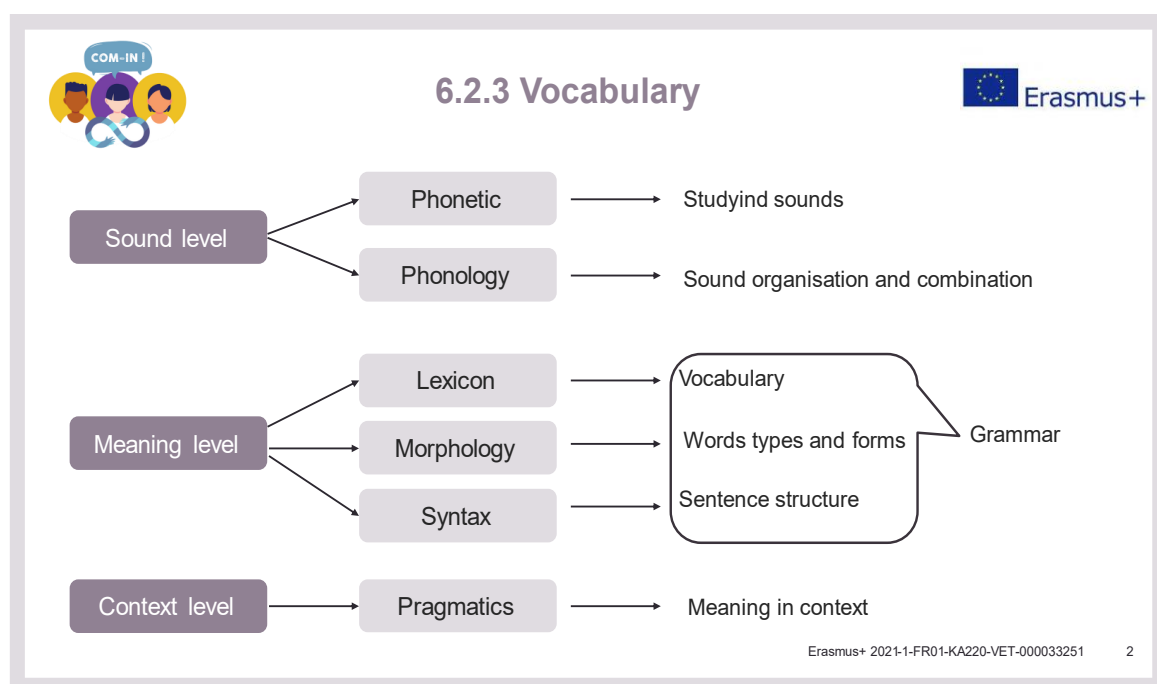 COM-IN !
6.2.3 Vocabulary
Erasmus+
Sound level
Phonetic
Studyind sounds
Phonology
Sound organisation and combination
Meaning level
Lexicon
Vocabulary
Morphology
Words types and forms
Grammar
Syntax
Sentence structure
Context level
Pragmatics
Meaning in context
Erasmus+ 2021-1-FR01-KA220-VET-000033251
2